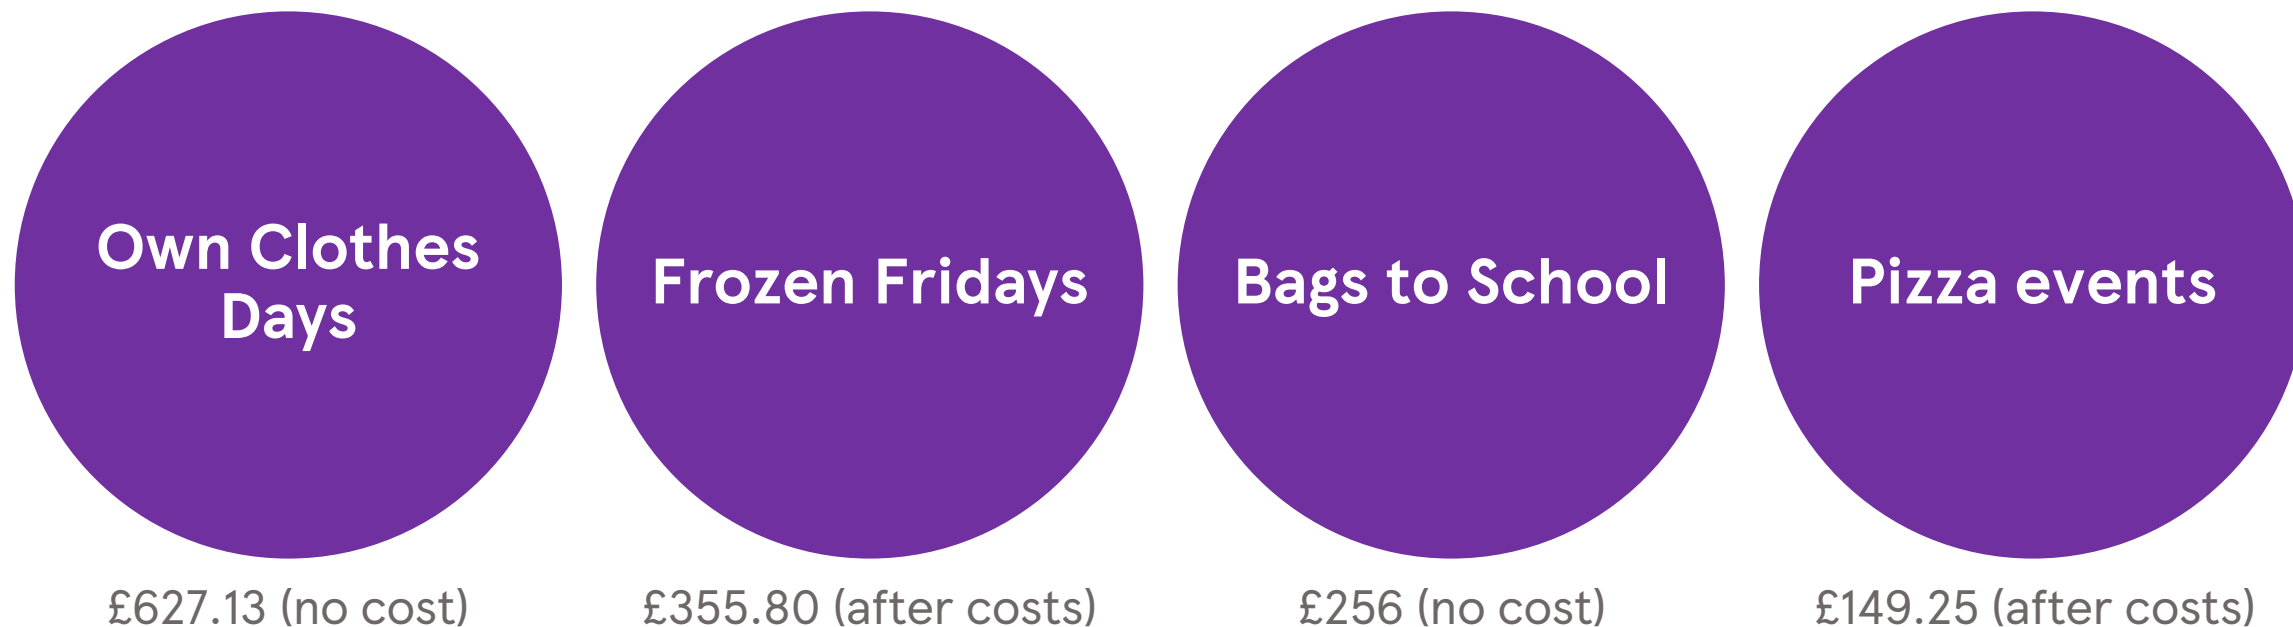 Own Clothes
Days
Frozen Fridays
Bags to School
Pizza events
£627.13 (no cost)
£355.80 (after costs)
£256 (no cost)
£149.25 (after costs)